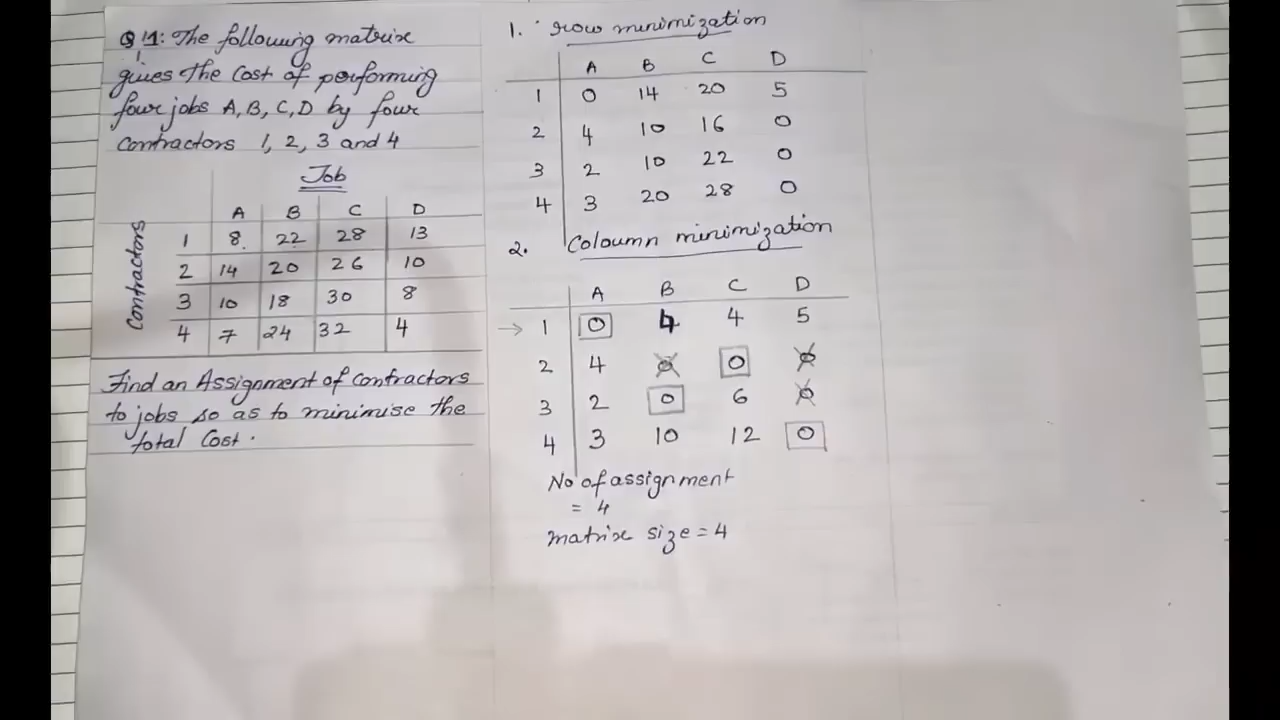 Q 1: The following matrix
gives the cost of performing
four jobs A, B, C, D by four
contractors 1, 2, 3 and 4
Job
Contractors
A B C D
1 8 22 28 13
2 14 20 26 10
3 10 18 30 8
4 7 24 32 4
Find an Assignment of contractors
to jobs so as to minimise the
total cost.
1. row minimization
A B C D
1 0 14 20 5
2 4 10 16 0
3 2 10 22 0
4 3 20 28 0
2. Coloumn minimization
A B C D
→ 1 0 4 4 5
2 4 0 0 0
3 2 0 6 0
4 3 10 12 0
No of assignment
= 4
matrix size = 4